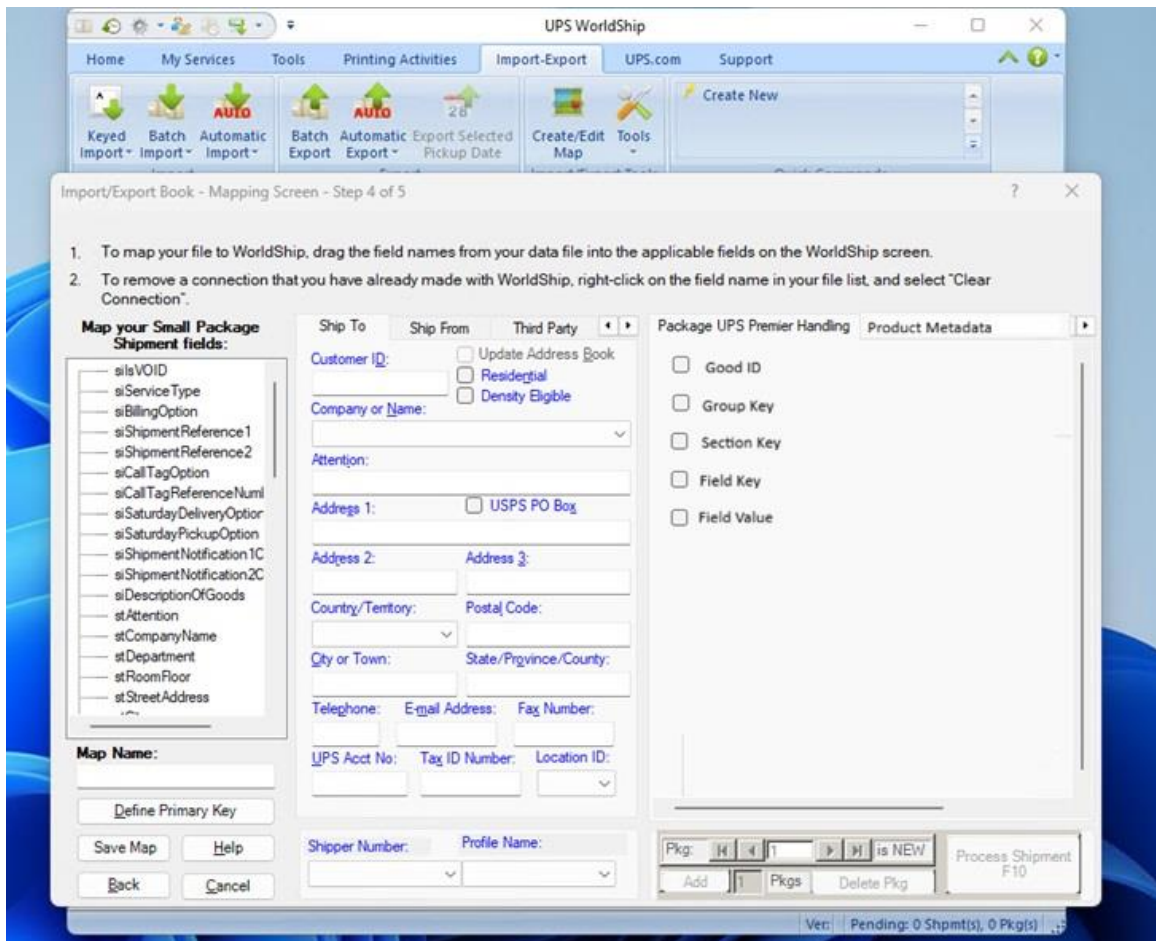 UPS WorldShip
Home My Services Tools Printing Activities Import-Export UPS.com Support
Keyed Import Batch Import Automatic Import Batch Export Automatic Export Export Selected Pickup Date Create/Edit Map Tools Create New
Import/Export Book - Mapping Screen - Step 4 of 5
1. To map your file to WorldShip, drag the field names from your data file into the applicable fields on the WorldShip screen.
2. To remove a connection that you have already made with WorldShip, right-click on the field name in your file list, and select "Clear
Connection".
Map your Small Package
Shipment fields:
siIsVOID
siServiceType
siBillingOption
siShipmentReference1
siShipmentReference2
siCallTagOption
siCallTagReferenceNuml
siSaturdayDeliveryOptior
siSaturdayPickupOption
siShipmentNotification1C
siShipmentNotification2C
siDescriptionOfGoods
stAttention
stCompanyName
stDepartment
stRoomFloor
stStreetAddress
Map Name:
Define Primary Key
Save Map Help
Back Cancel
Ship To Ship From Third Party
Customer ID: Update Address Book
Residential
Density Eligible
Company or Name:
Attention:
Address 1: USPS PO Box
Address 2: Address 3:
Country/Territory: Postal Code:
City or Town: State/Province/County:
Telephone: E-mail Address: Fax Number:
UPS Acct No: Tax ID Number: Location ID:
Shipper Number: Profile Name:
Package UPS Premier Handling Product Metadata
Good ID
Group Key
Section Key
Field Key
Field Value
Pkg: 1 is NEW
Add 1 Pkgs Delete Pkg
Process Shipment
F10
Ver: Pending: 0 Shpmt(s), 0 Pkg(s)